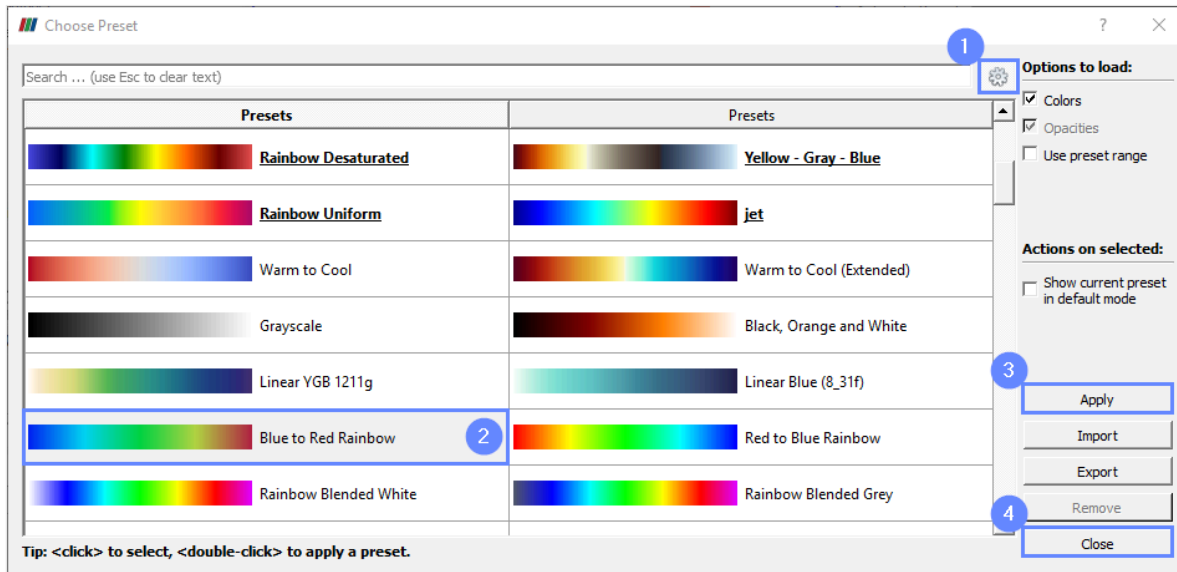 Choose Preset
?
1
Search ... (use Esc to clear text)
Options to load:
Colors
Opacities
Use preset range
Presets
Presets
Rainbow Desaturated
Yellow - Gray - Blue
Rainbow Uniform
jet
Warm to Cool
Warm to Cool (Extended)
Grayscale
Black, Orange and White
Linear YGB 1211g
Linear Blue (8_31f)
Blue to Red Rainbow
2
Red to Blue Rainbow
Rainbow Blended White
Rainbow Blended Grey
Actions on selected:
Show current preset
in default mode
3
Apply
Import
Export
Remove
4
Close
Tip: <click> to select, <double-click> to apply a preset.